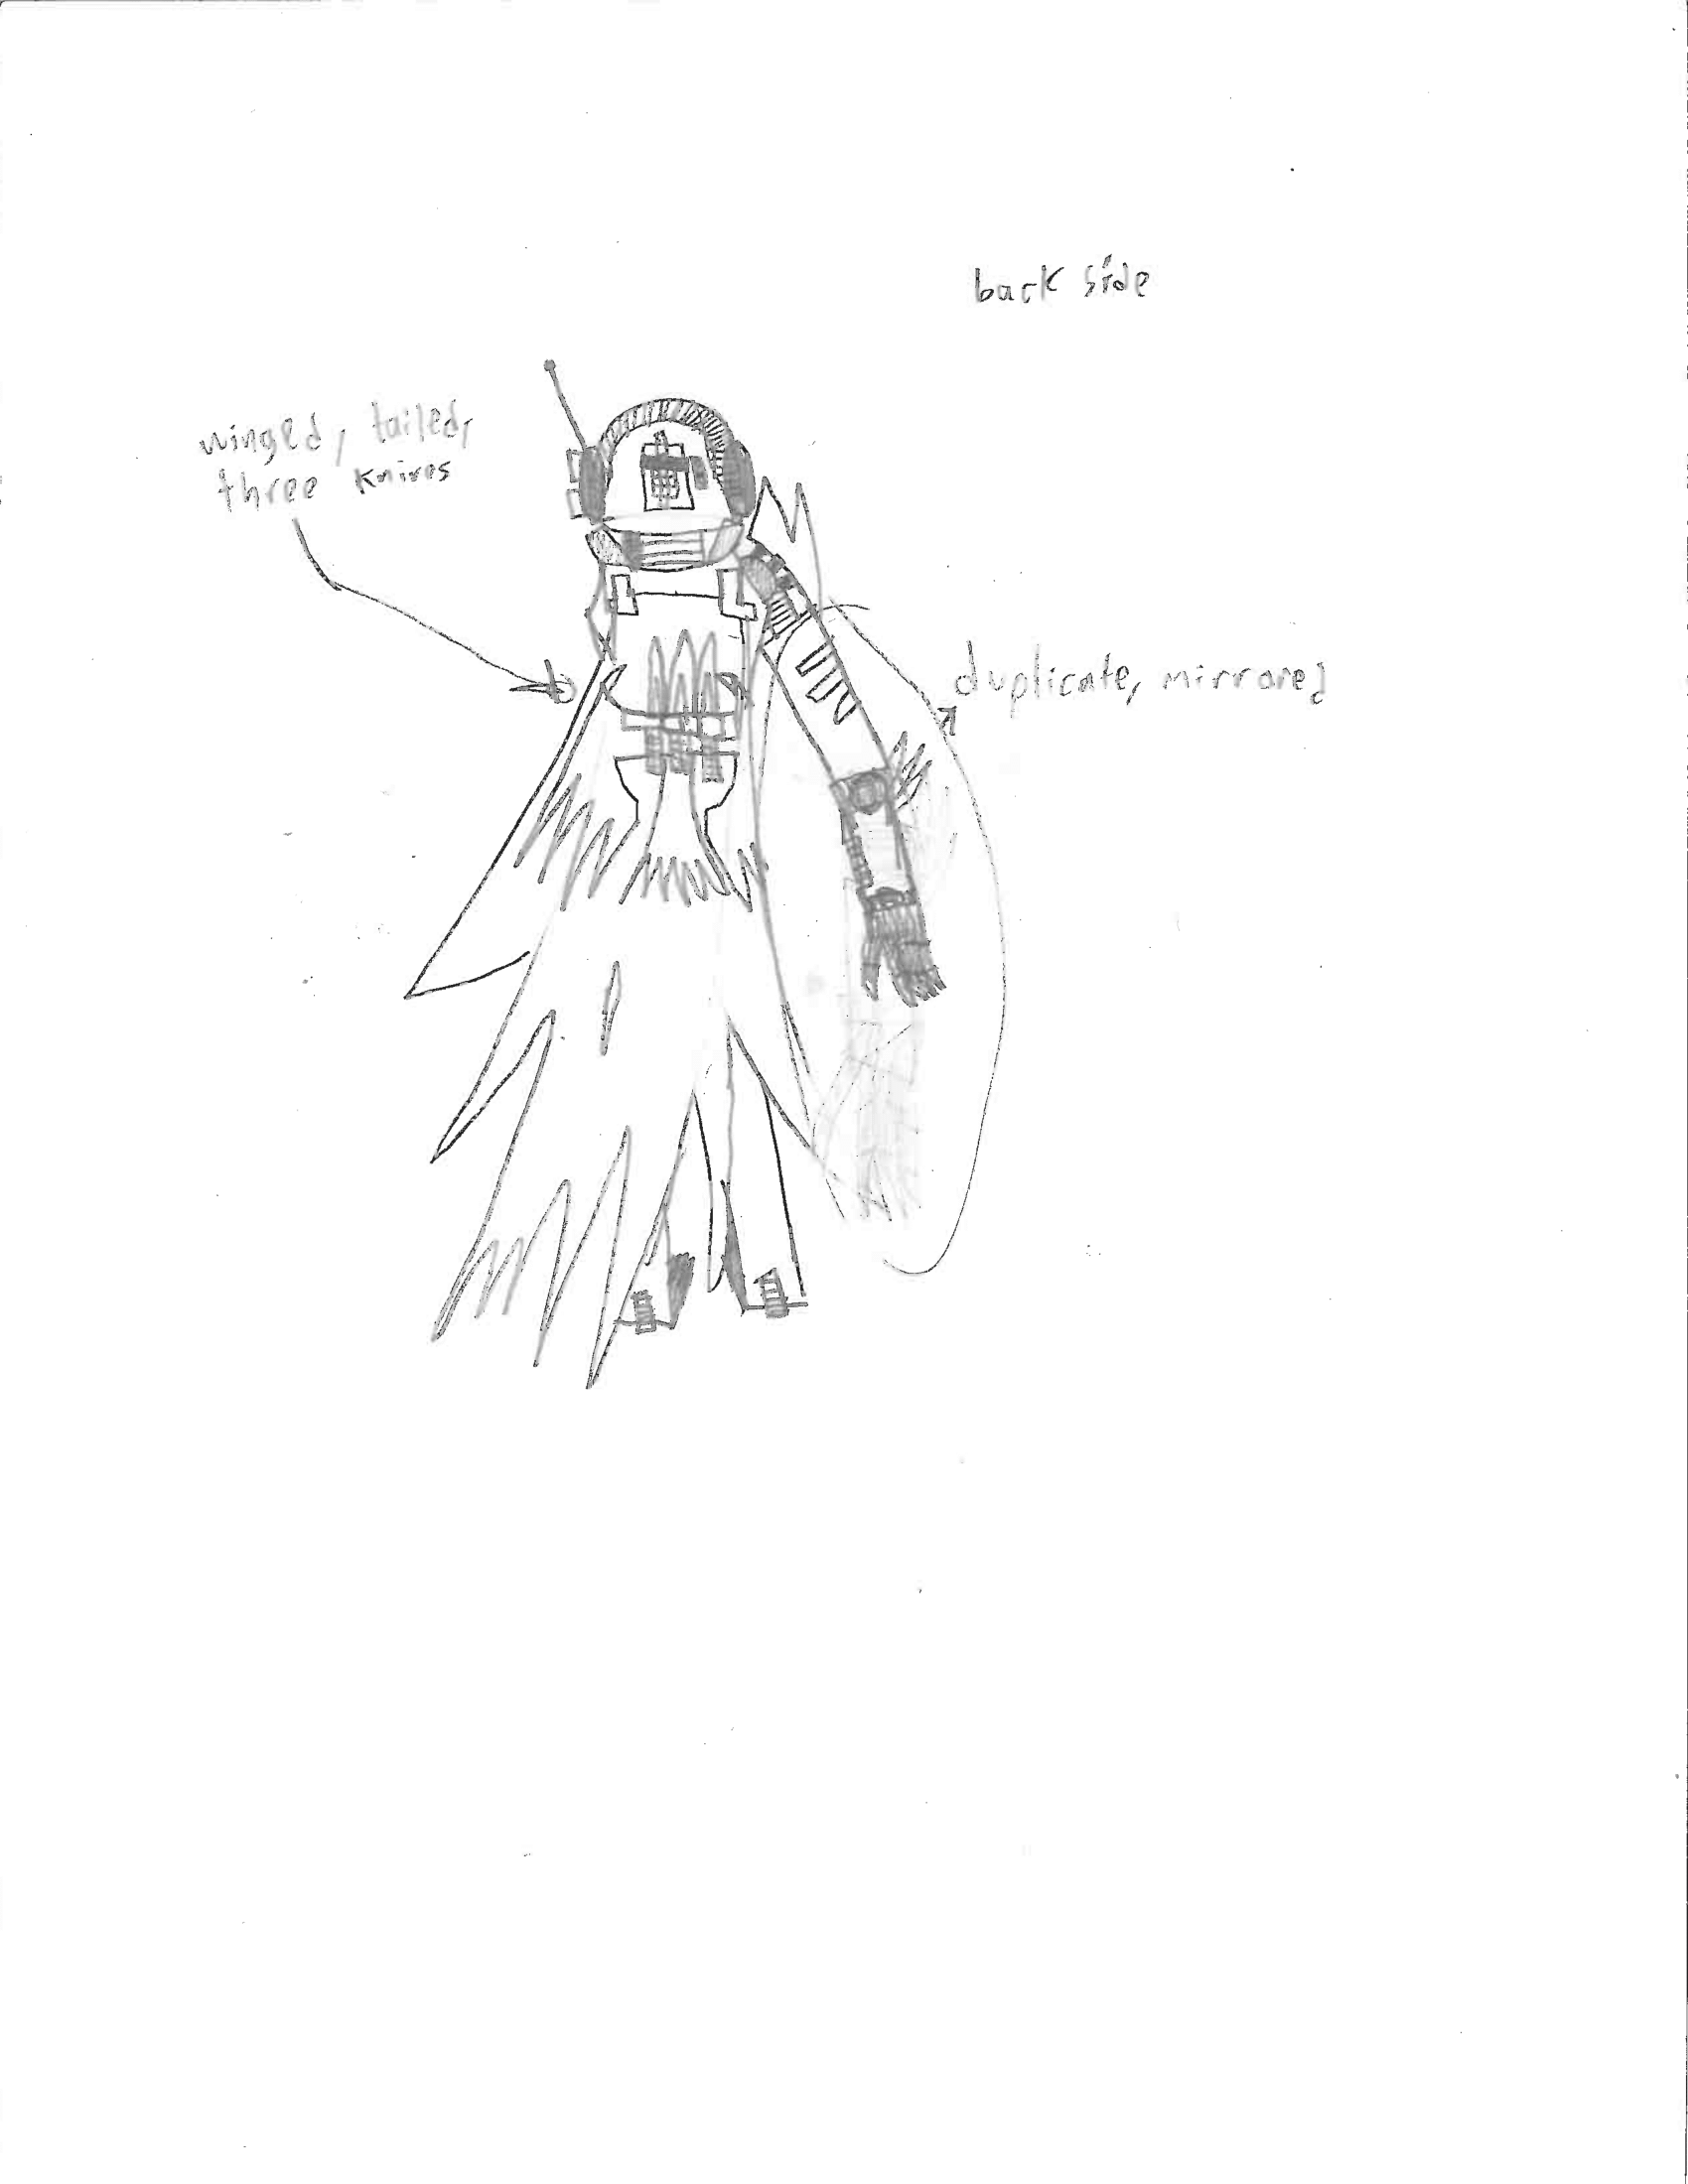 back side
winged, tailed,
three knives
duplicate, mirrored